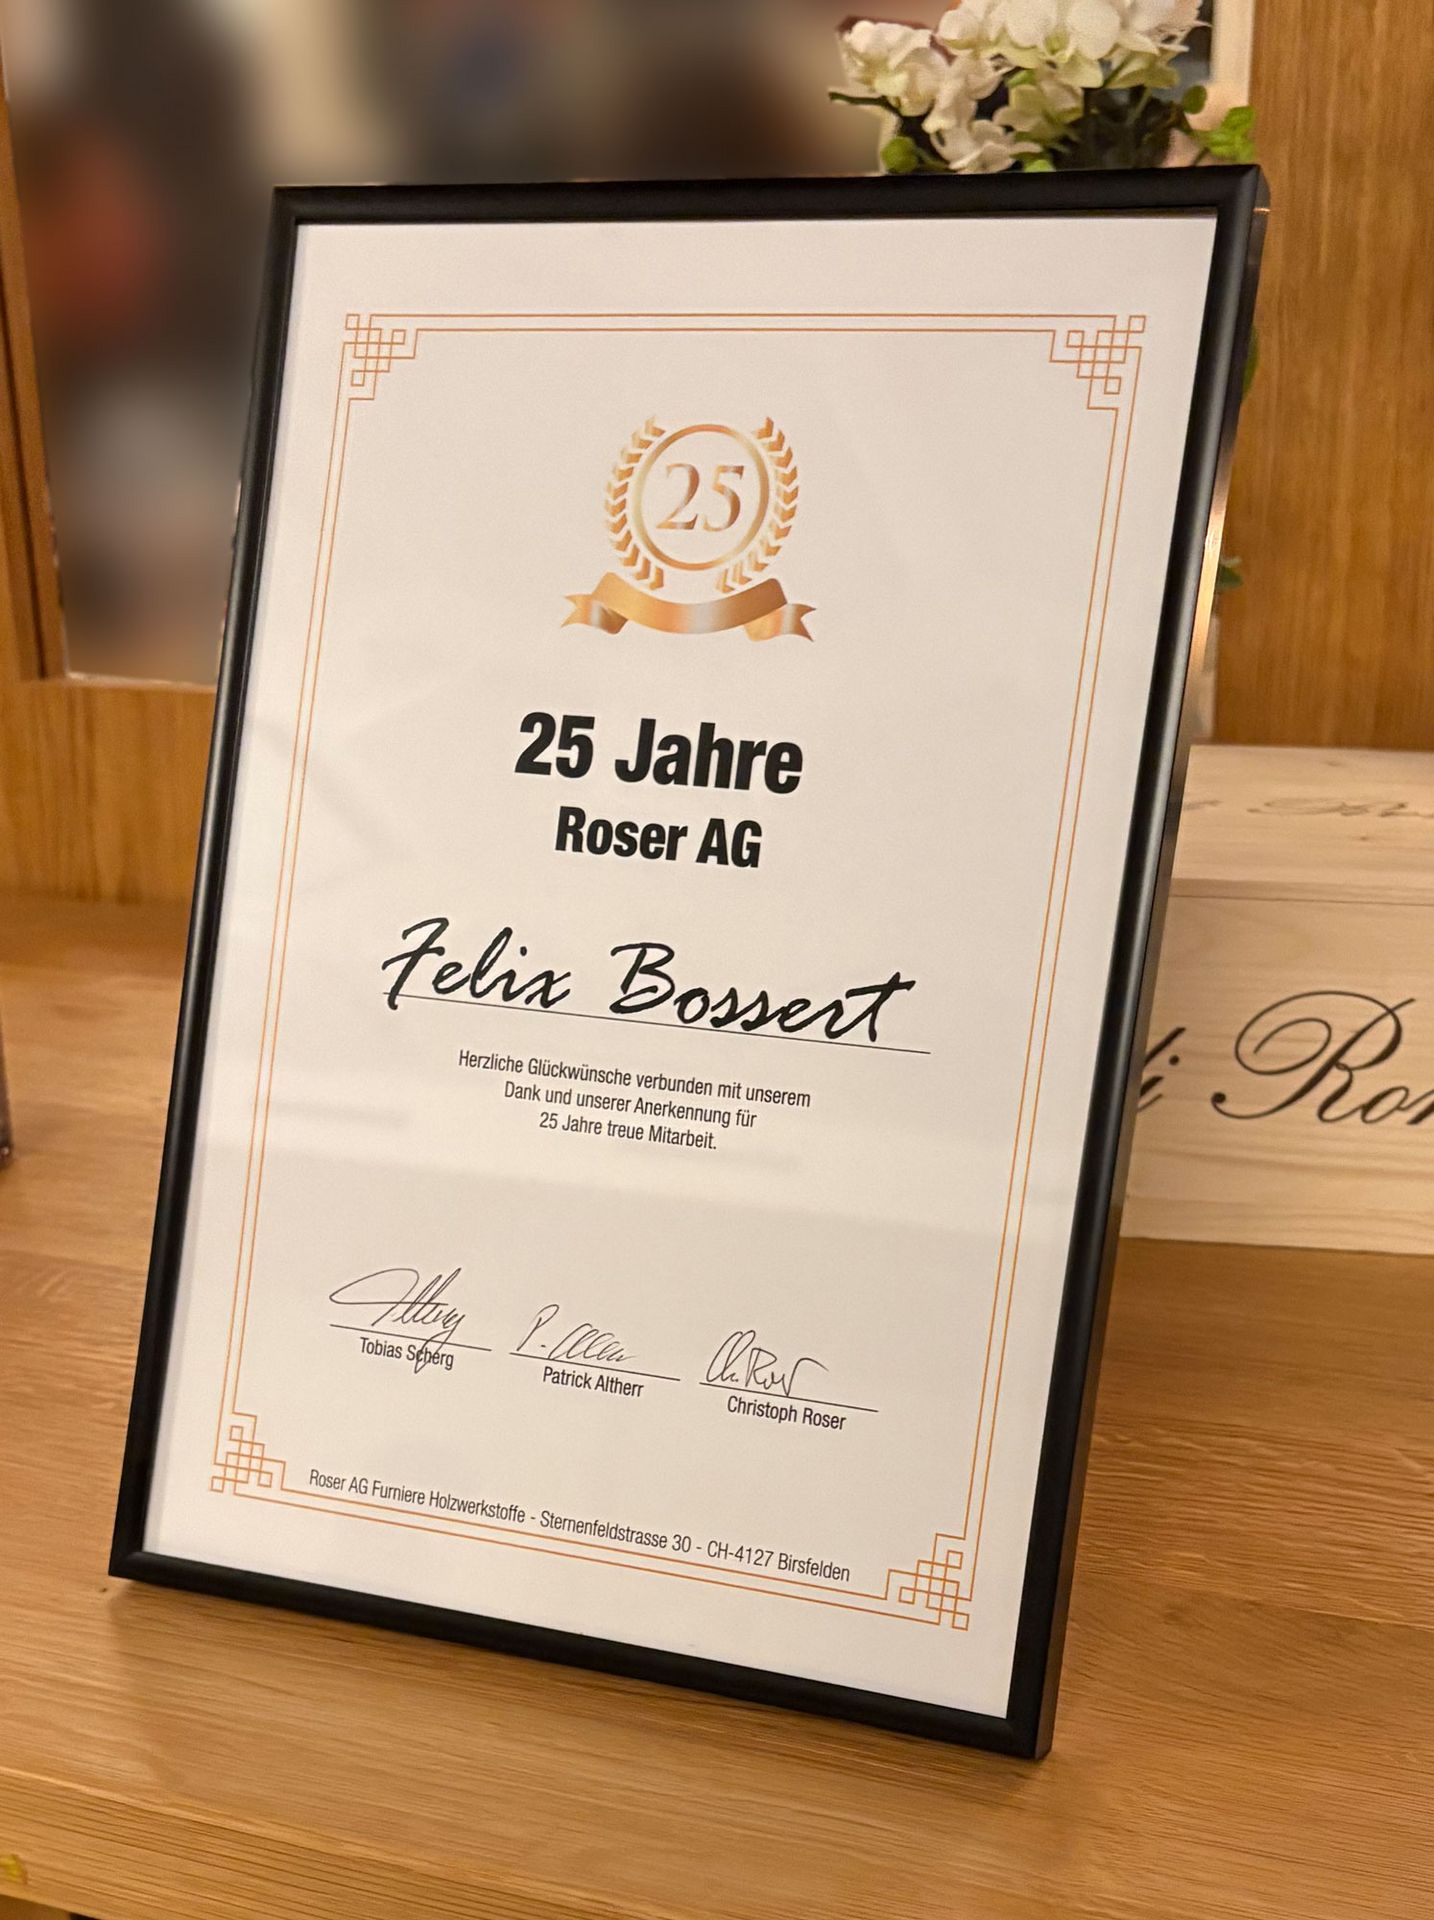 25
25 Jahre
Roser AG
Felix Bossert
Herzliche Glückwünsche verbunden mit unserem
Dank und unserer Anerkennung für
25 Jahre treue Mitarbeit.
Tobias Scherg
Patrick Altherr
Christoph Roser
Roser AG Furniere Holzwerkstoffe - Sternenfeldstrasse 30 - CH-4127 Birsfelden